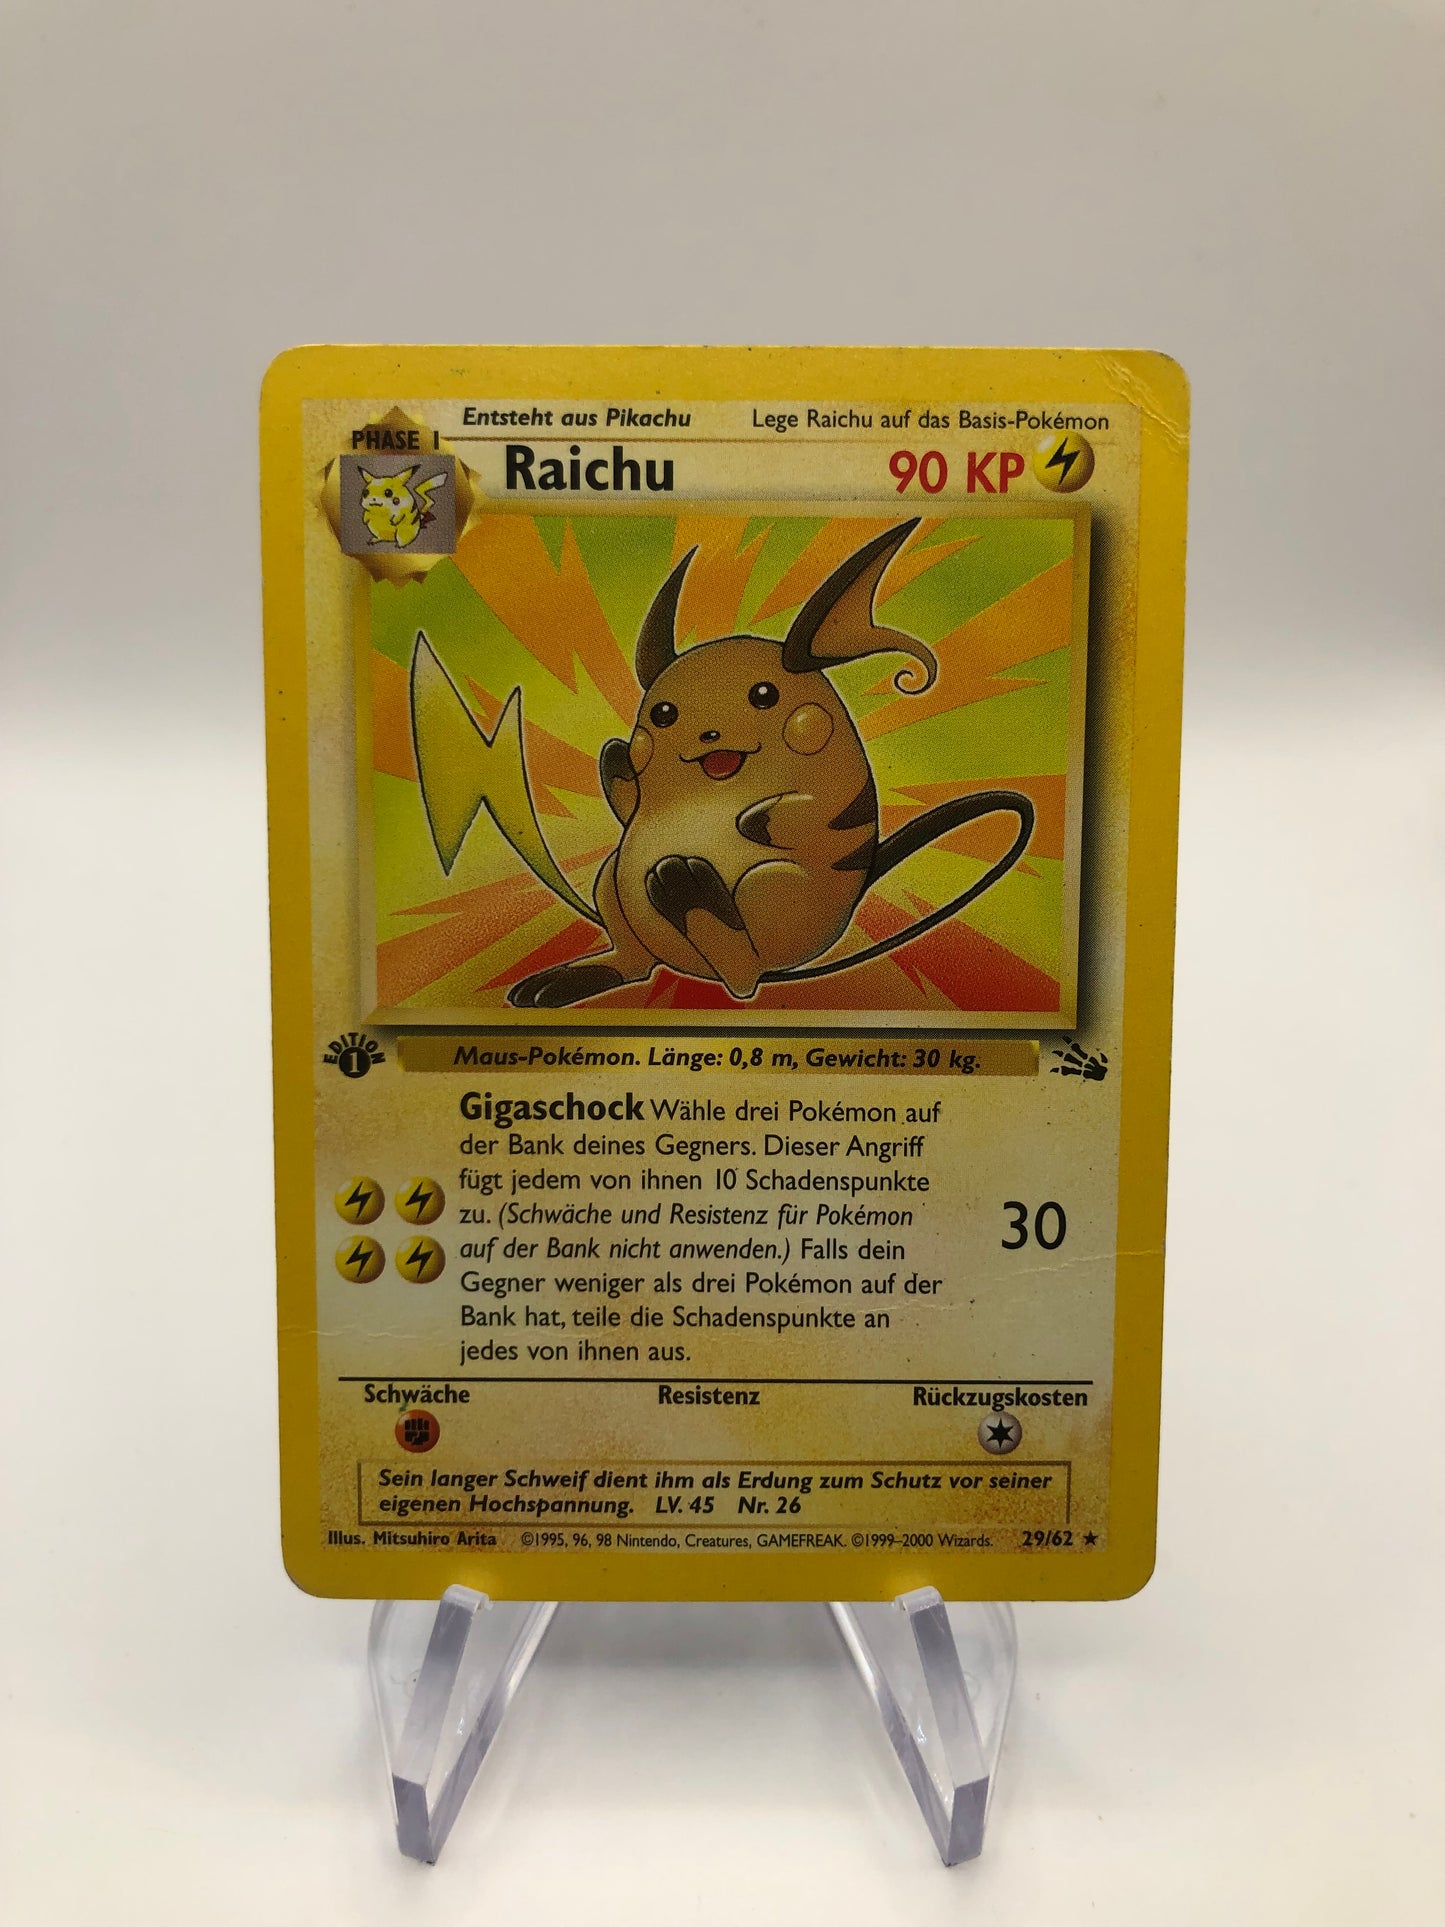 Entsteht aus Pikachu Lege Raichu auf das Basis-Pokémon
PHASE 1
Raichu 90 KP
EDITION
1
Maus-Pokémon. Länge: 0,8 m, Gewicht: 30 kg.
Gigaschock Wähle drei Pokémon auf
der Bank deines Gegners. Dieser Angriff
fügt jedem von ihnen 10 Schadenspunkte
zu. (Schwäche und Resistenz für Pokémon
auf der Bank nicht anwenden.) Falls dein
Gegner weniger als drei Pokémon auf der
Bank hat, teile die Schadenspunkte an
jedes von ihnen aus.
30
Schwäche Resistenz Rückzugskosten
Sein langer Schweif dient ihm als Erdung zum Schutz vor seiner
eigenen Hochspannung. LV. 45 Nr. 26
Illus. Mitsuhiro Arita ©1995, 96, 98 Nintendo, Creatures, GAMEFREAK. ©1999–2000 Wizards. 29/62 ★